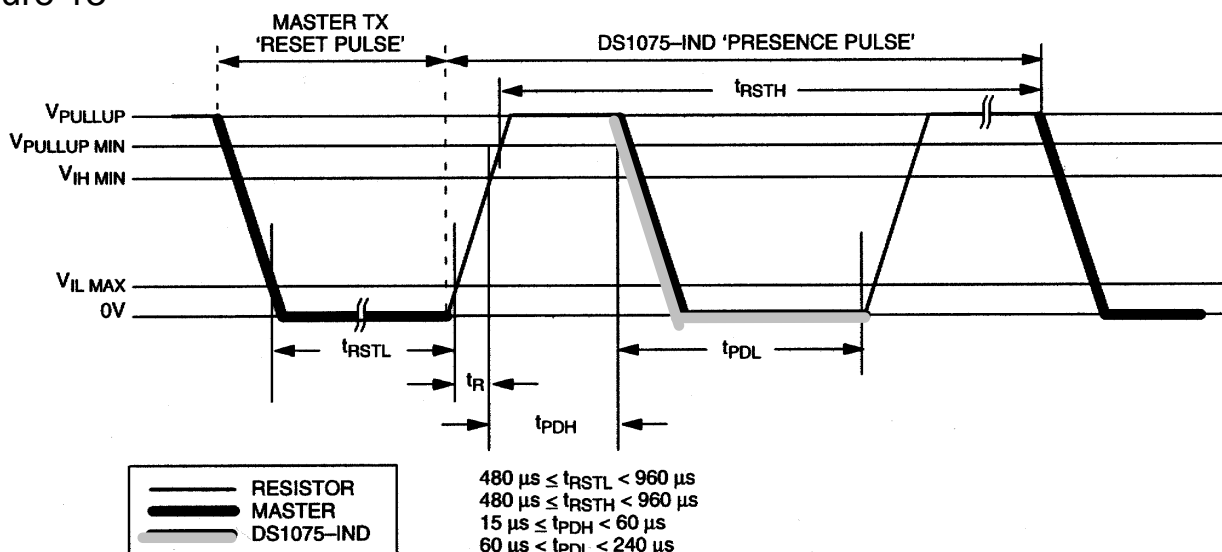 MASTER TX
'RESET PULSE'
DS1075–IND 'PRESENCE PULSE'
tRSTH
VPULLUP
VPULLUP MIN
VIH MIN
VIL MAX
0V
tRSTL
tPDL
tR
tPDH
RESISTOR
MASTER
DS1075–IND
480 µs ≤ tRSTL < 960 µs
480 µs ≤ tRSTH < 960 µs
15 µs ≤ tPDH < 60 µs
60 µs < tPDL < 240 µs